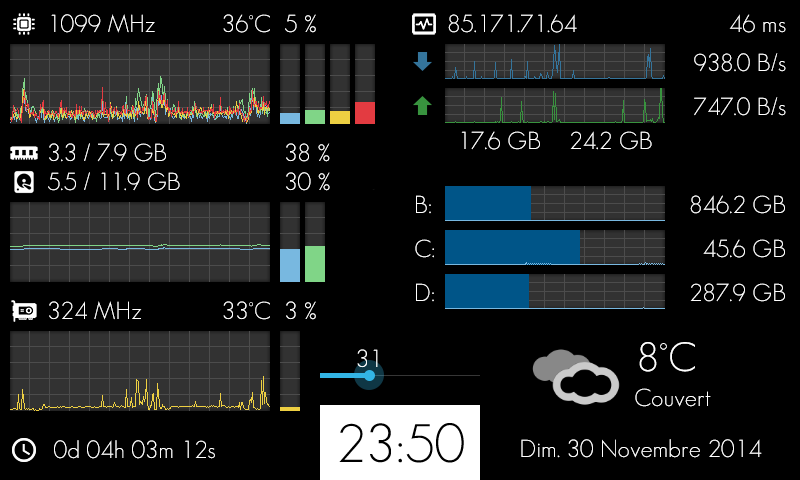 1099 MHz 36°C 5 %
3.3 / 7.9 GB 38 %
5.5 / 11.9 GB 30 %
324 MHz 33°C 3 %
0d 04h 03m 12s
31
23:50
85.171.71.64 46 ms
938.0 B/s
747.0 B/s
17.6 GB 24.2 GB
B: 846.2 GB
C: 45.6 GB
D: 287.9 GB
8°C
Couvert
Dim. 30 Novembre 2014